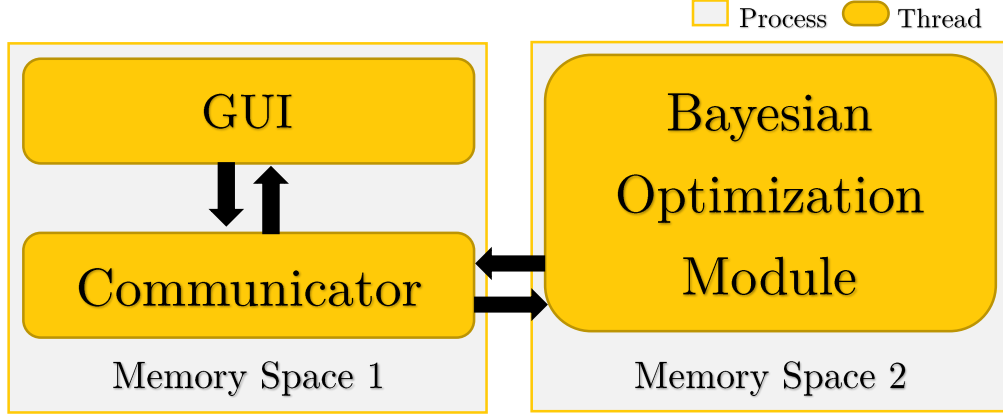 Process
Thread
GUI
Communicator
Memory Space 1
Bayesian
Optimization
Module
Memory Space 2